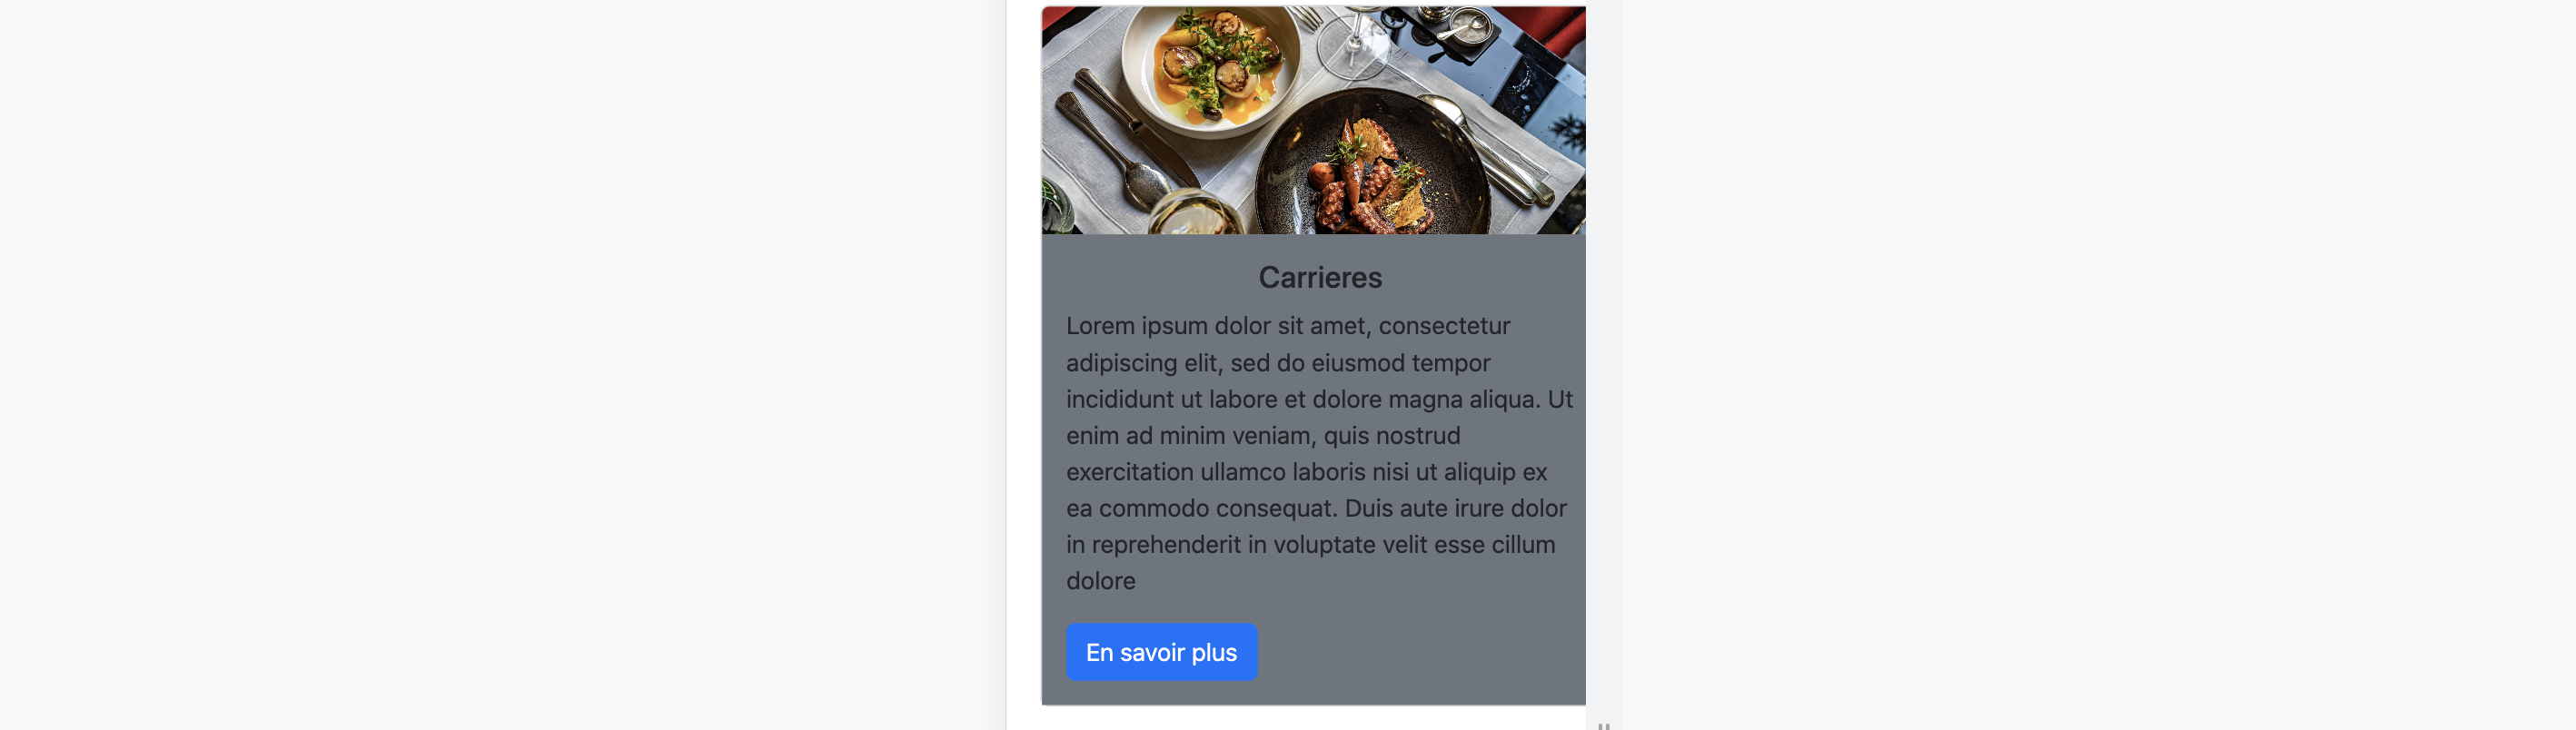 Carrieres
Lorem ipsum dolor sit amet, consectetur
adipiscing elit, sed do eiusmod tempor
incididunt ut labore et dolore magna aliqua. Ut
enim ad minim veniam, quis nostrud
exercitation ullamco laboris nisi ut aliquip ex
ea commodo consequat. Duis aute irure dolor
in reprehenderit in voluptate velit esse cillum
dolore
En savoir plus